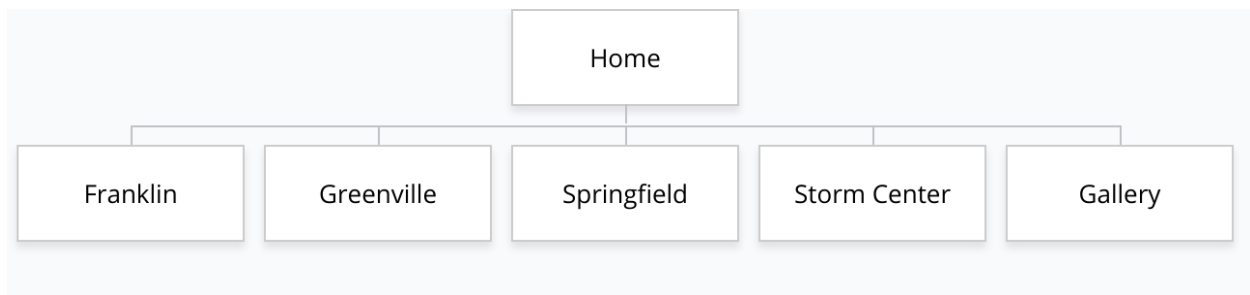 Home
Franklin
Greenville
Springfield
Storm Center
Gallery